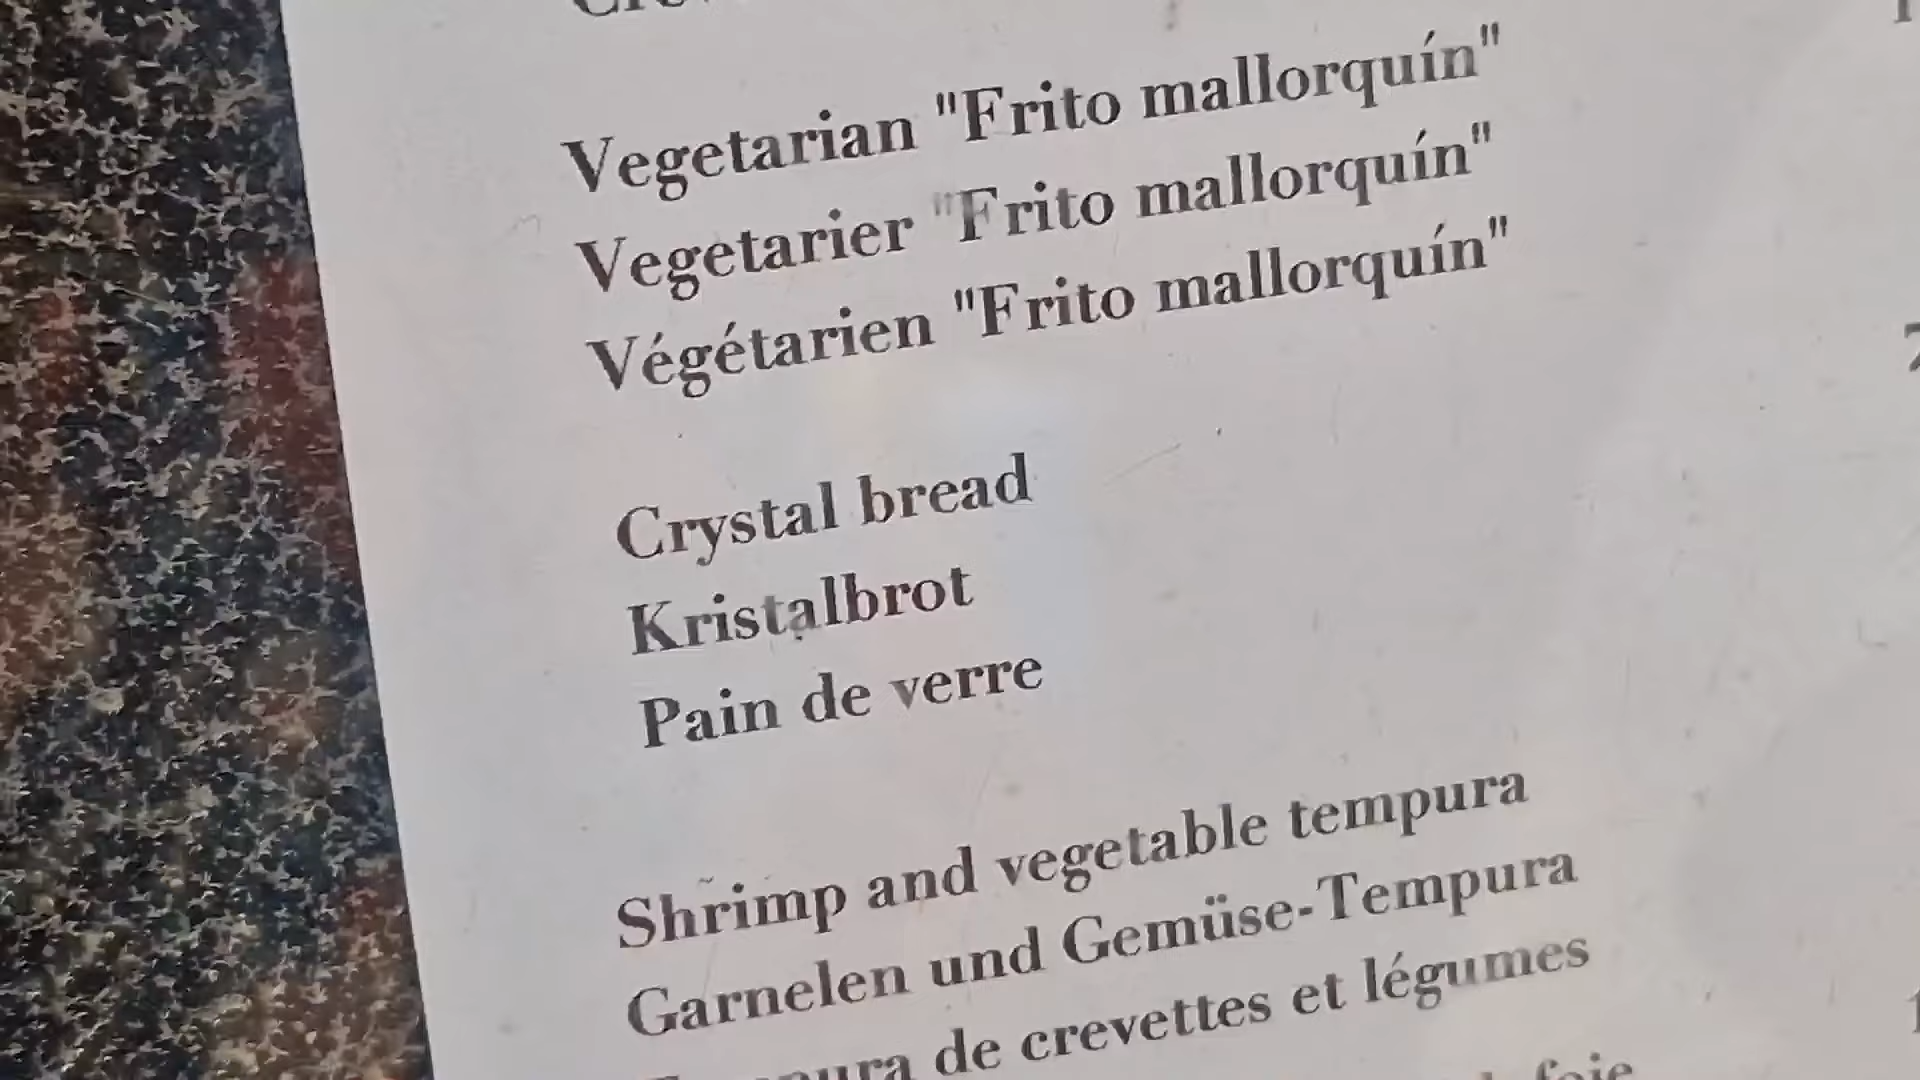 Vegetarian "Frito mallorquín"
Vegetarier "Frito mallorquín"
Végétarien "Frito mallorquín"
Crystal bread
Kristalbrot
Pain de verre
Shrimp and vegetable tempura
Garnelen und Gemüse-Tempura
de crevettes et légumes
foie